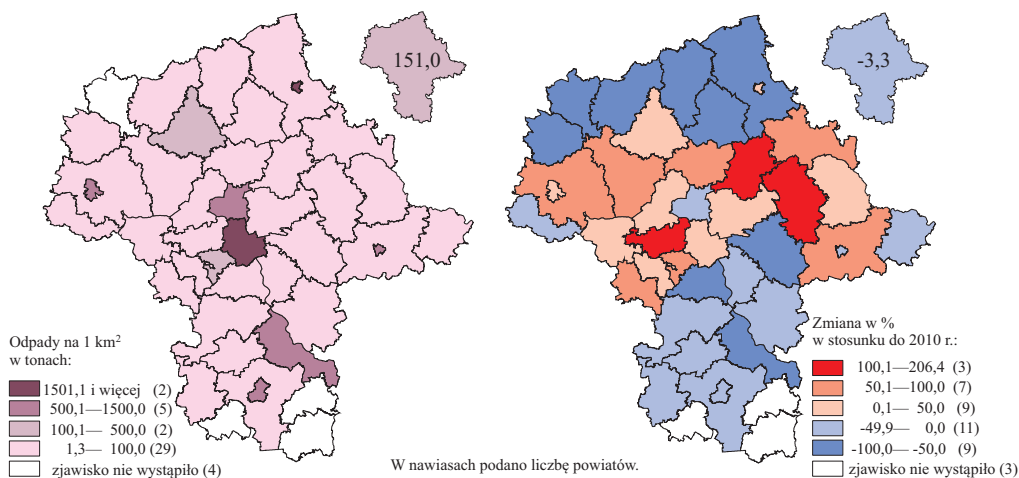 151,0
-3,3
Odpady na 1 km²
w tonach:
1501,1 i więcej (2)
500,1—1500,0 (5)
100,1— 500,0 (2)
1,3— 100,0 (29)
zjawisko nie wystąpiło (4)
W nawiasach podano liczbę powiatów.
Zmiana w %
w stosunku do 2010 r.:
100,1—206,4 (3)
50,1—100,0 (7)
0,1— 50,0 (9)
-49,9— 0,0 (11)
-100,0— -50,0 (9)
zjawisko nie wystąpiło (3)